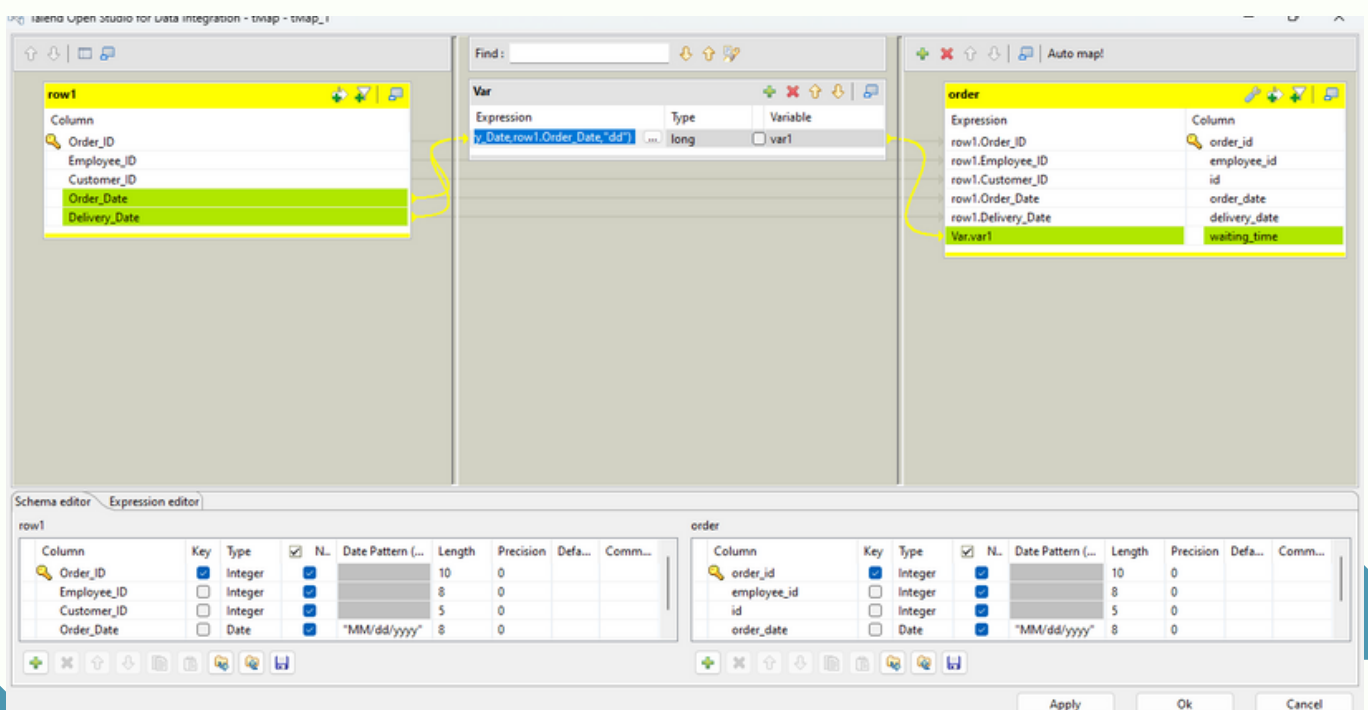 Talend Open Studio for Data Integration - tMap - tMap_1
Find :
Auto map!
row1
Column
Order_ID
Employee_ID
Customer_ID
Order_Date
Delivery_Date
Var
Expression Type Variable
y_Date,row1.Order_Date,"dd") ... long var1
order
Expression Column
row1.Order_ID order_id
row1.Employee_ID employee_id
row1.Customer_ID id
row1.Order_Date order_date
row1.Delivery_Date delivery_date
Var.var1 waiting_time
Schema editor Expression editor
row1
Column Key Type N.. Date Pattern (... Length Precision Defa... Comm...
Order_ID Integer 10 0
Employee_ID Integer 8 0
Customer_ID Integer 5 0
Order_Date Date "MM/dd/yyyy" 8 0
order
Column Key Type N.. Date Pattern (... Length Precision Defa... Comm...
order_id Integer 10 0
employee_id Integer 8 0
id Integer 5 0
order_date Date "MM/dd/yyyy" 8 0
Apply Ok Cancel